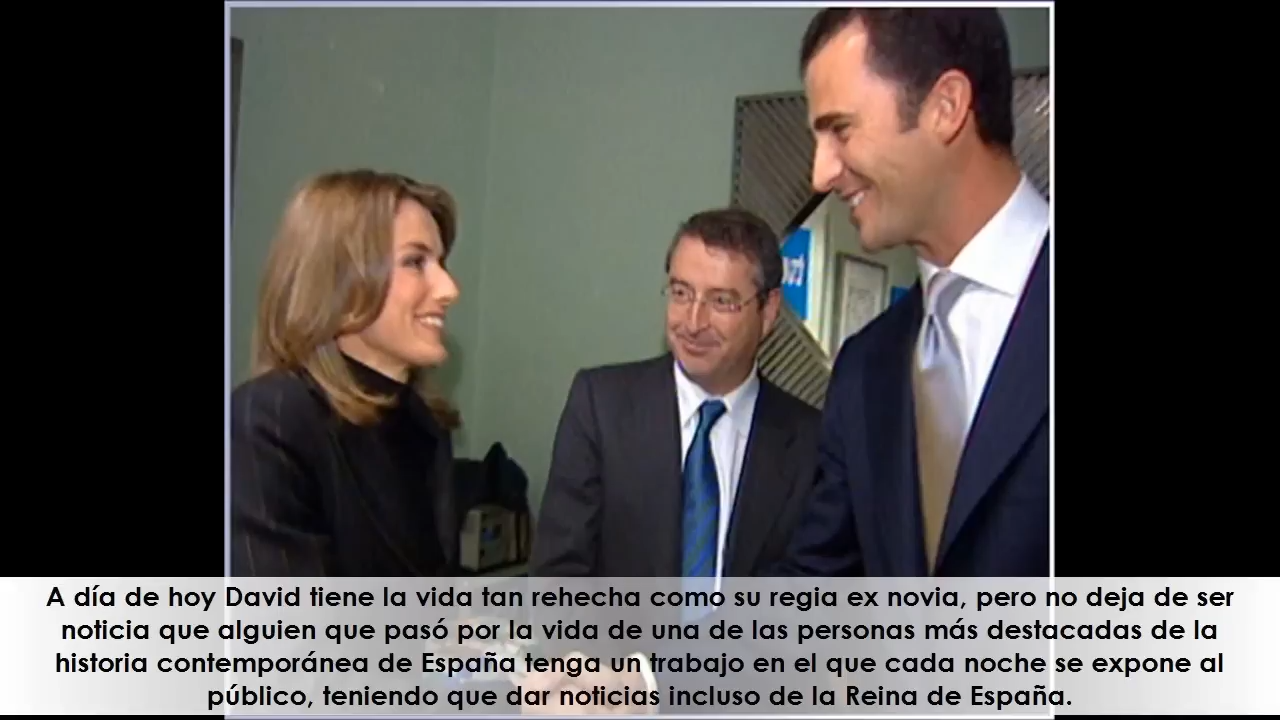 A día de hoy David tiene la vida tan rehecha como su regia ex novia, pero no deja de ser
noticia que alguien que pasó por la vida de una de las personas más destacadas de la
historia contemporánea de España tenga un trabajo en el que cada noche se expone al
público, teniendo que dar noticias incluso de la Reina de España.